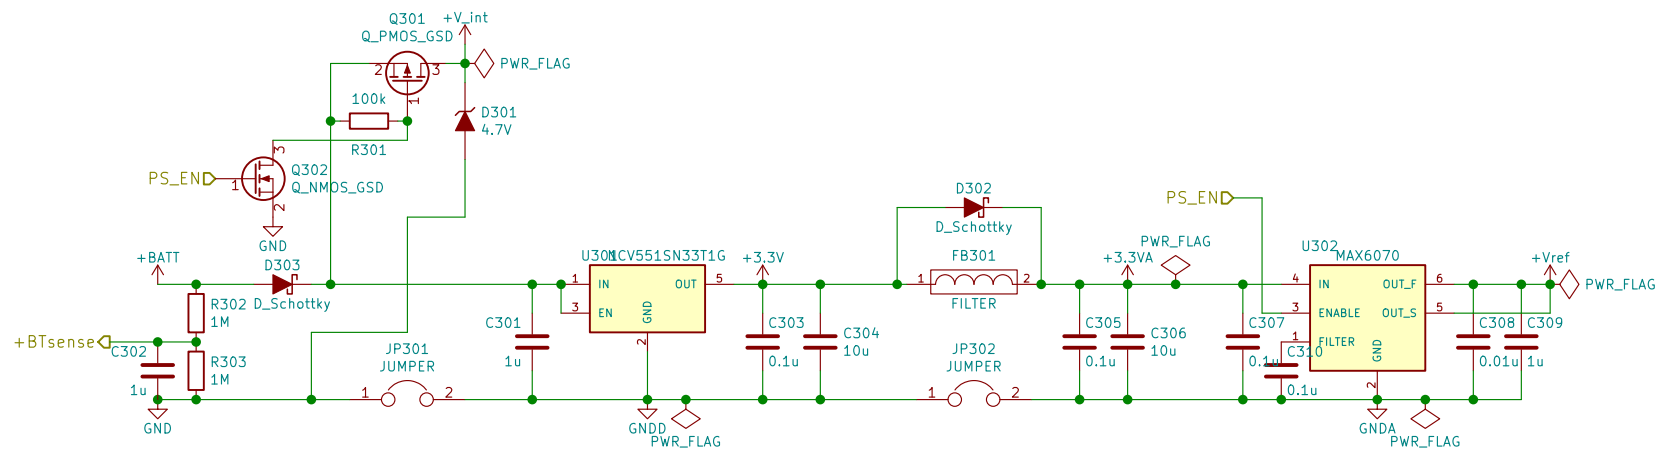 Q301
Q_PMOS_GSD
+V_int
PWR_FLAG
2
3
1
100k
R301
D301
4.7V
PS_EN
1
3
2
Q302
Q_NMOS_GSD
GND
+BATT
D303
D_Schottky
R302
1M
+BTsense
C302
1u
R303
1M
GND
JP301
JUMPER
1
2
C301
1u
U301
NCV551SN33T1G
1
IN
3
EN
OUT
5
GND
2
GNDD
PWR_FLAG
+3.3V
C303
0.1u
C304
10u
D302
D_Schottky
FB301
1
2
FILTER
JP302
JUMPER
1
2
+3.3VA
PWR_FLAG
C305
0.1u
C306
10u
PS_EN
C307
0.1u
C310
0.1u
U302
MAX6070
4
IN
3
ENABLE
1
FILTER
OUT_F
6
OUT_S
5
GND
2
GNDA
PWR_FLAG
+Vref
PWR_FLAG
C308
0.01u
C309
1u